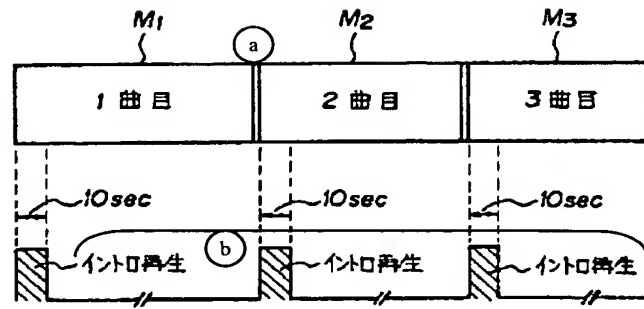 M1 a M2 M3
1曲目 2曲目 3曲目
10sec 10sec 10sec
b
イントロ再生 イントロ再生 イントロ再生